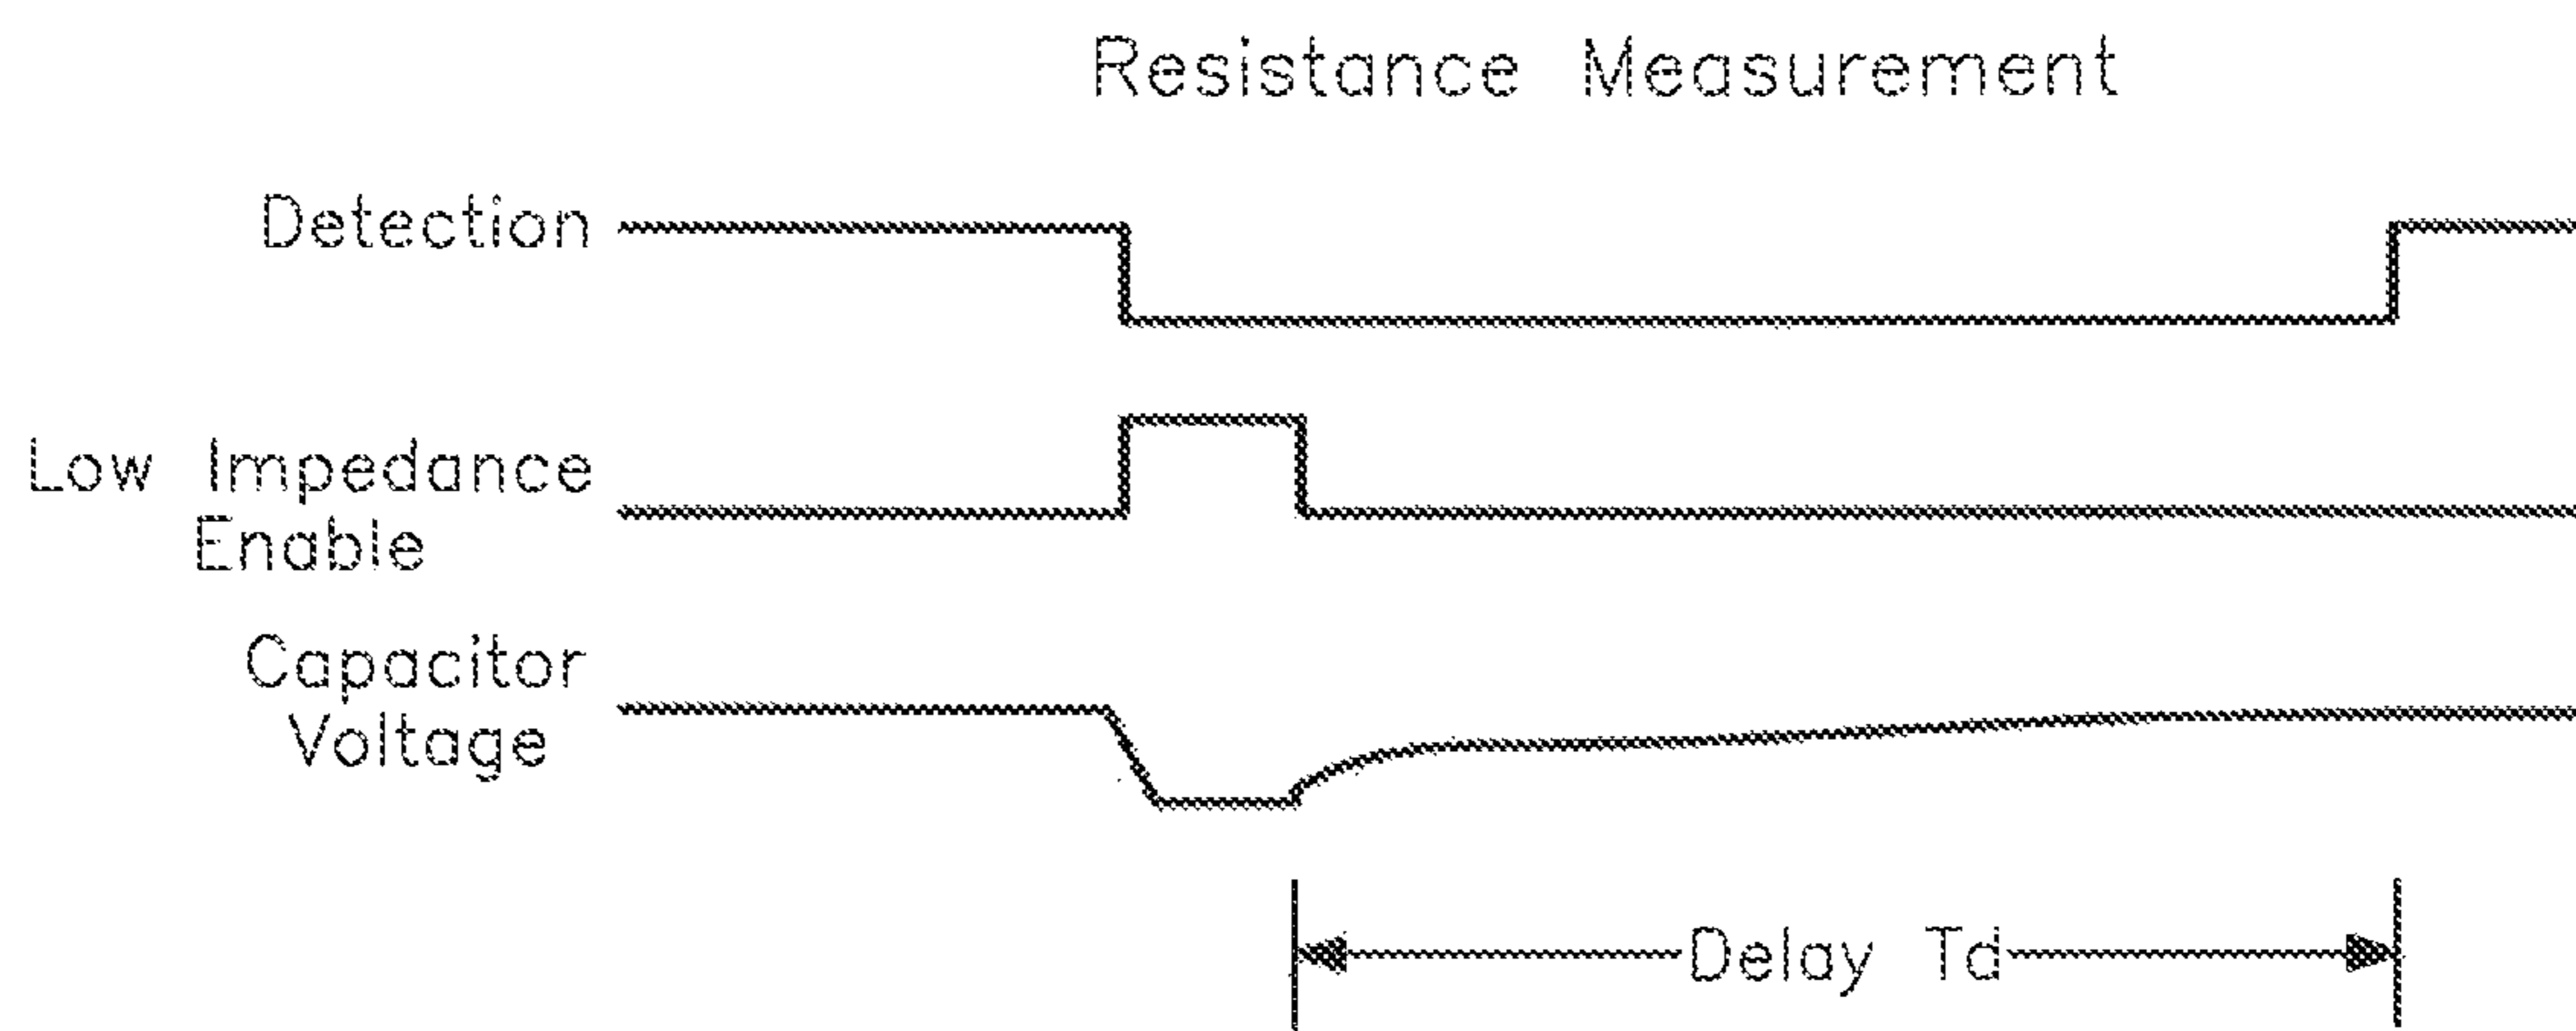 Resistance Measurement
Detection
Low Impedance
Enable
Capacitor
Voltage
Delay Td